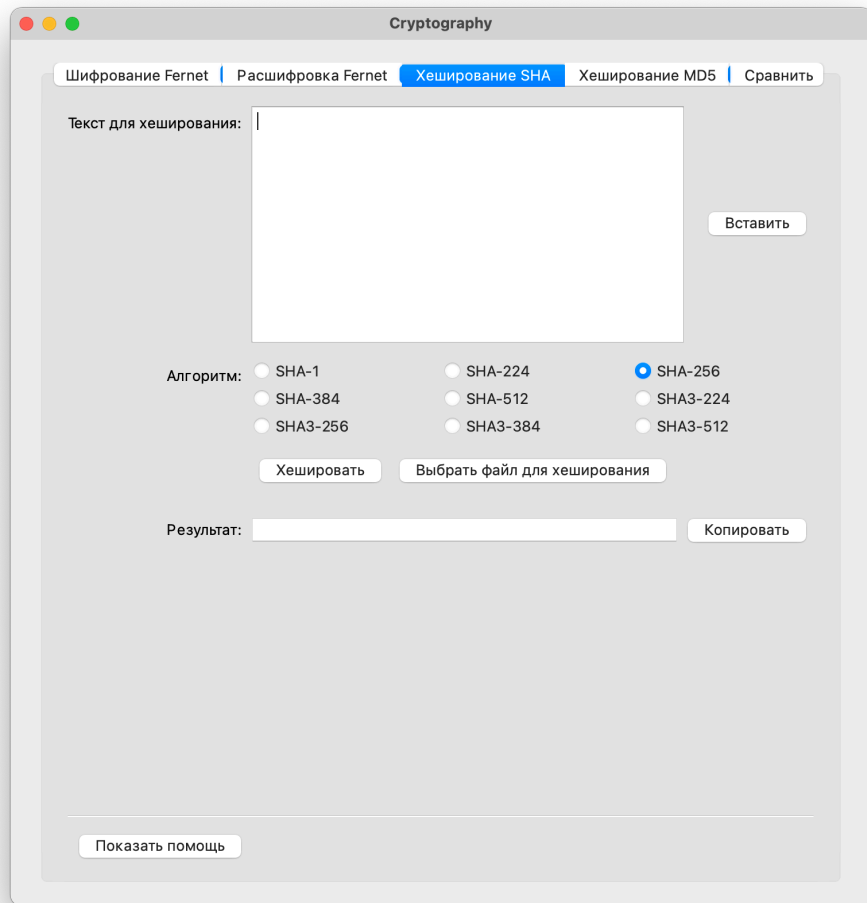 Cryptography
Шифрование Fernet Расшифровка Fernet Хеширование SHA Хеширование MD5 Сравнить
Текст для хеширования:
Вставить
Алгоритм: SHA-1 SHA-224 SHA-256
SHA-384 SHA-512 SHA3-224
SHA3-256 SHA3-384 SHA3-512
Хешировать Выбрать файл для хеширования
Результат: Копировать
Показать помощь